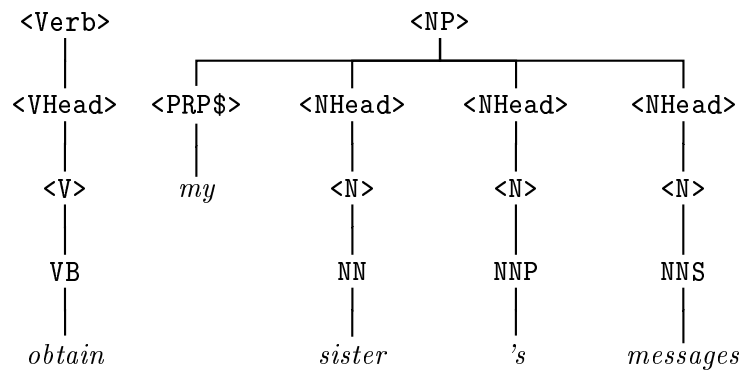 <Verb> <NP>
<VHead> <PRP$> <NHead> <NHead> <NHead>
<V> my <N> <N> <N>
VB NN NNP NNS
obtain sister 's messages